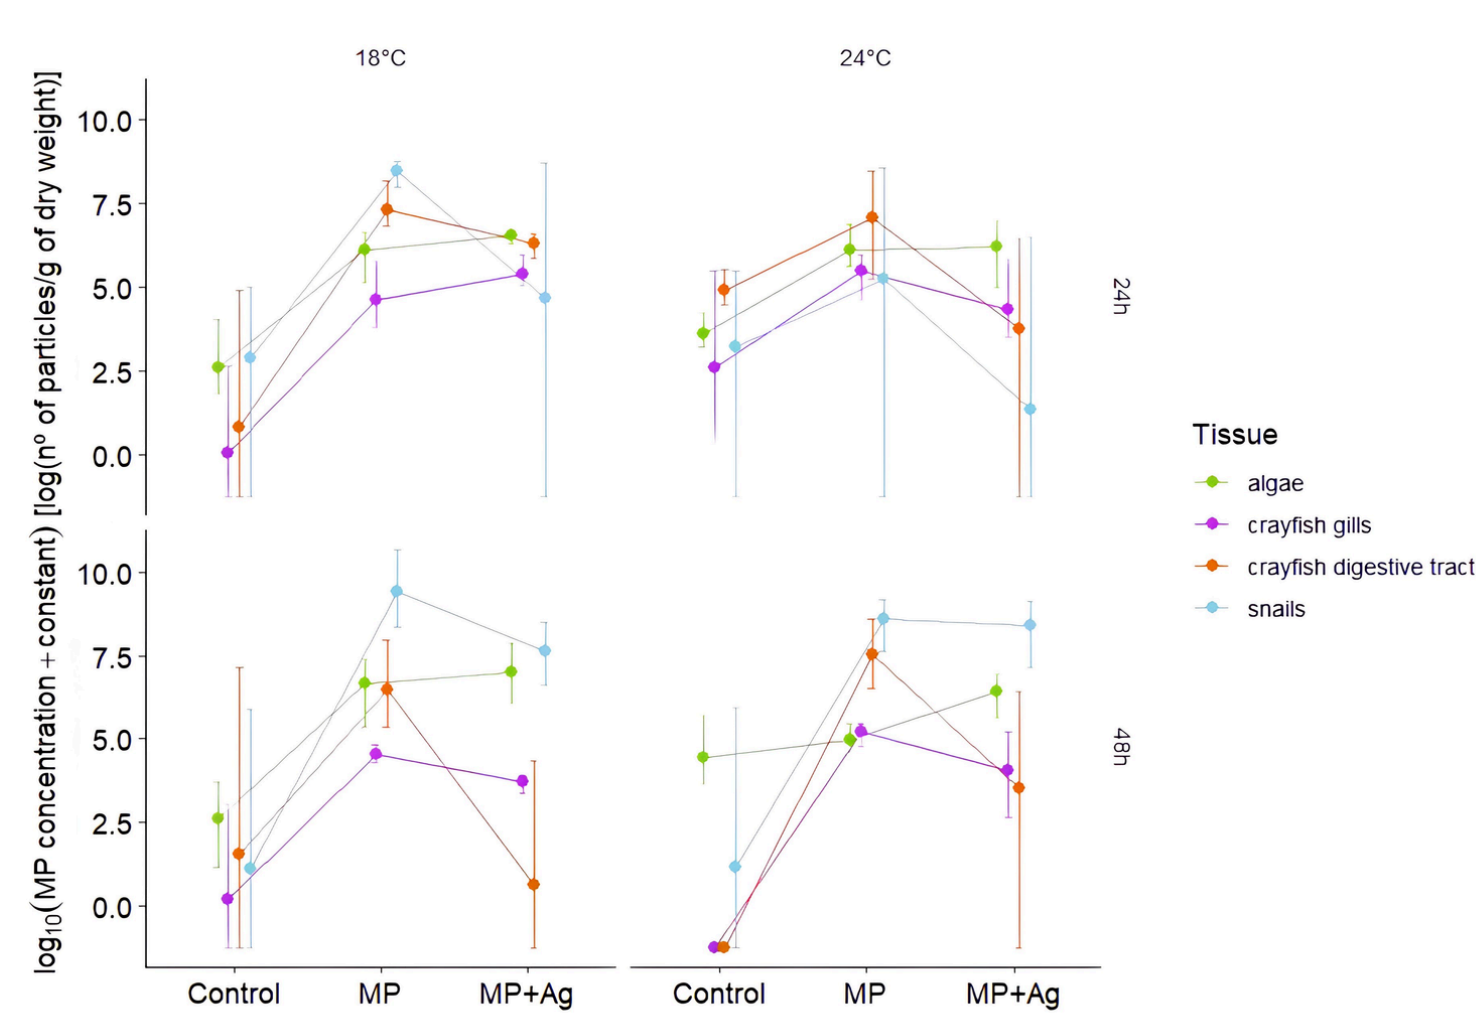 18°C
24°C
log₁₀(MP concentration + constant) [log(nº of particles/g of dry weight)]
10.0
7.5
5.0
2.5
0.0
24h
10.0
7.5
5.0
2.5
0.0
48h
Control
MP
MP+Ag
Control
MP
MP+Ag
Tissue
algae
crayfish gills
crayfish digestive tract
snails